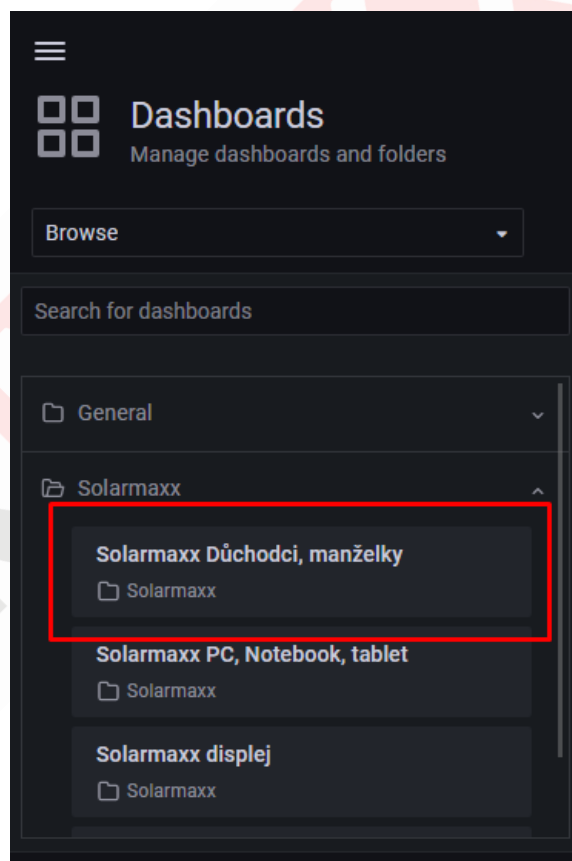 Dashboards
Manage dashboards and folders
Browse
Search for dashboards
General
Solarmaxx
Solarmaxx Důchodci, manželky
Solarmaxx
Solarmaxx PC, Notebook, tablet
Solarmaxx
Solarmaxx displej
Solarmaxx